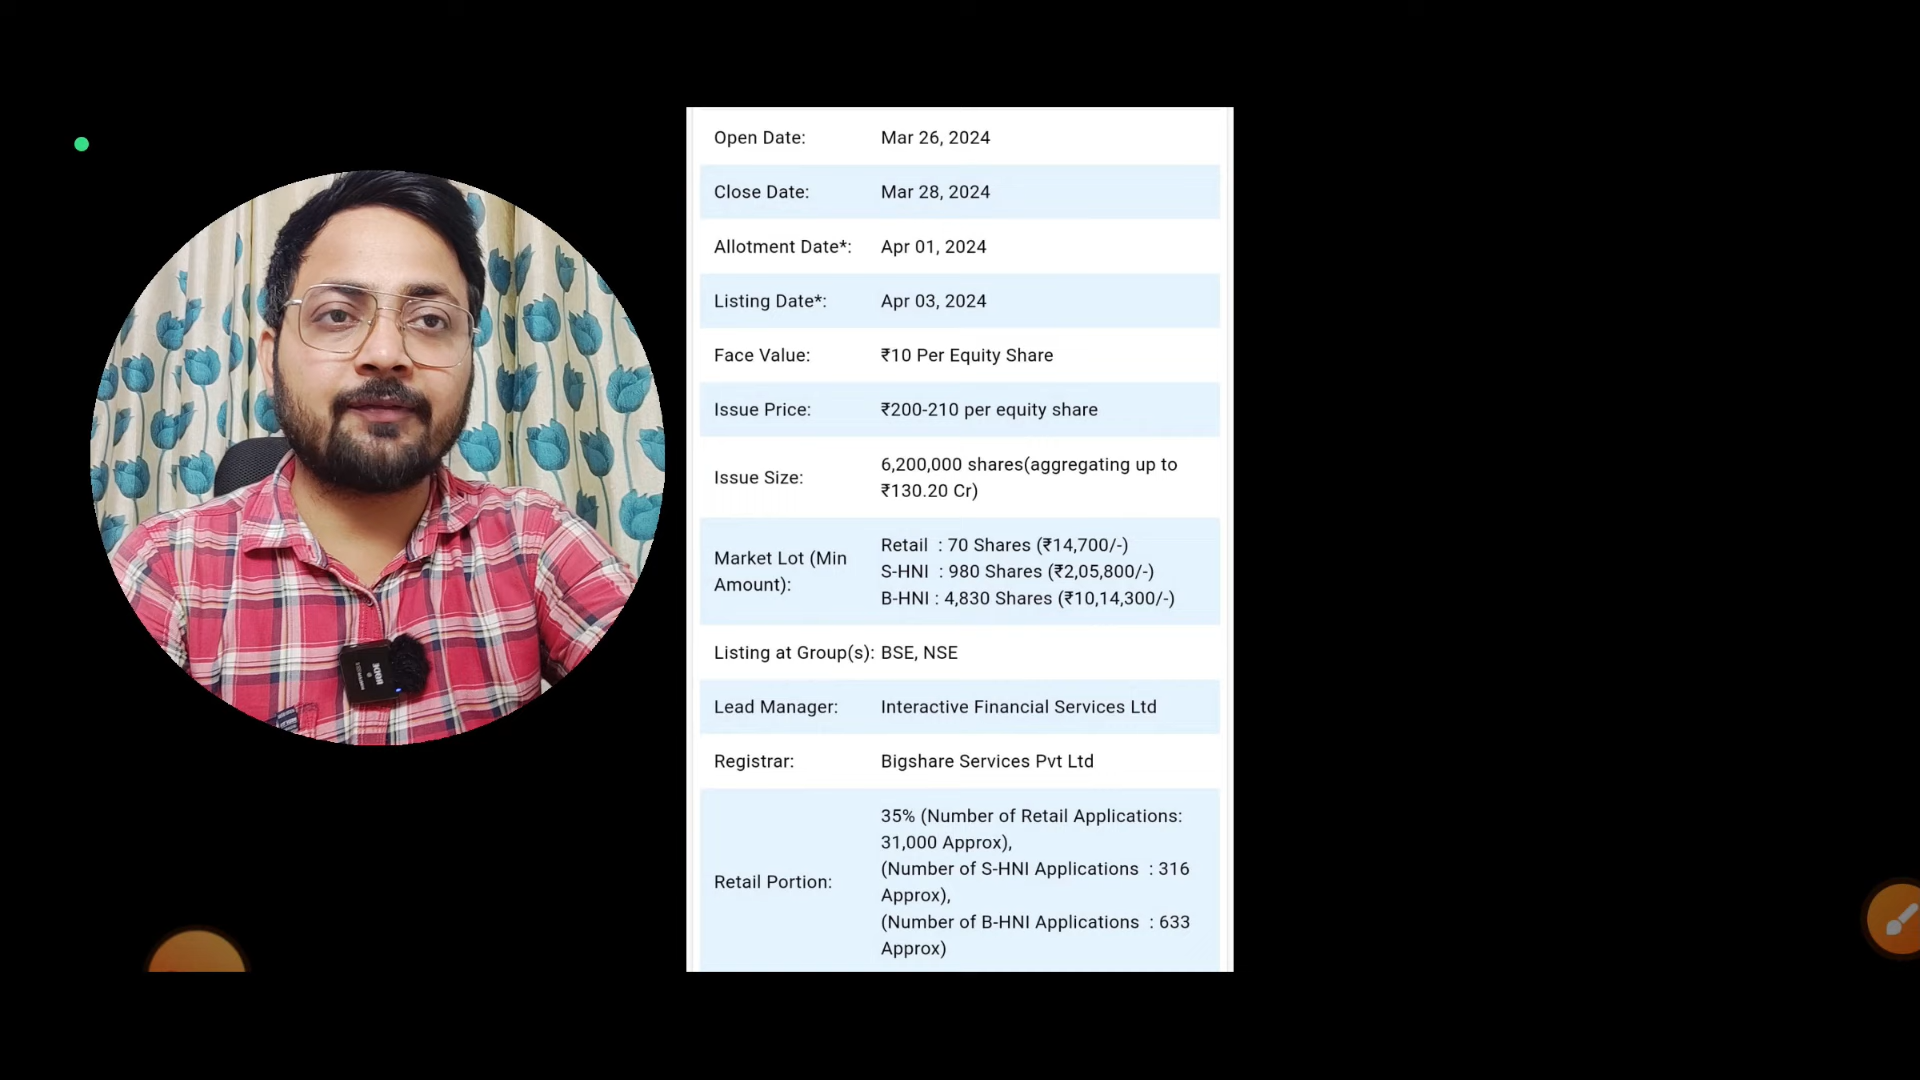 Open Date: Mar 26, 2024
Close Date: Mar 28, 2024
Allotment Date*: Apr 01, 2024
Listing Date*: Apr 03, 2024
Face Value: ₹10 Per Equity Share
Issue Price: ₹200-210 per equity share
Issue Size: 6,200,000 shares(aggregating up to
₹130.20 Cr)
Market Lot (Min
Amount):
Retail : 70 Shares (₹14,700/-)
S-HNI : 980 Shares (₹2,05,800/-)
B-HNI : 4,830 Shares (₹10,14,300/-)
Listing at Group(s): BSE, NSE
Lead Manager: Interactive Financial Services Ltd
Registrar: Bigshare Services Pvt Ltd
Retail Portion:
35% (Number of Retail Applications:
31,000 Approx),
(Number of S-HNI Applications : 316
Approx),
(Number of B-HNI Applications : 633
Approx)